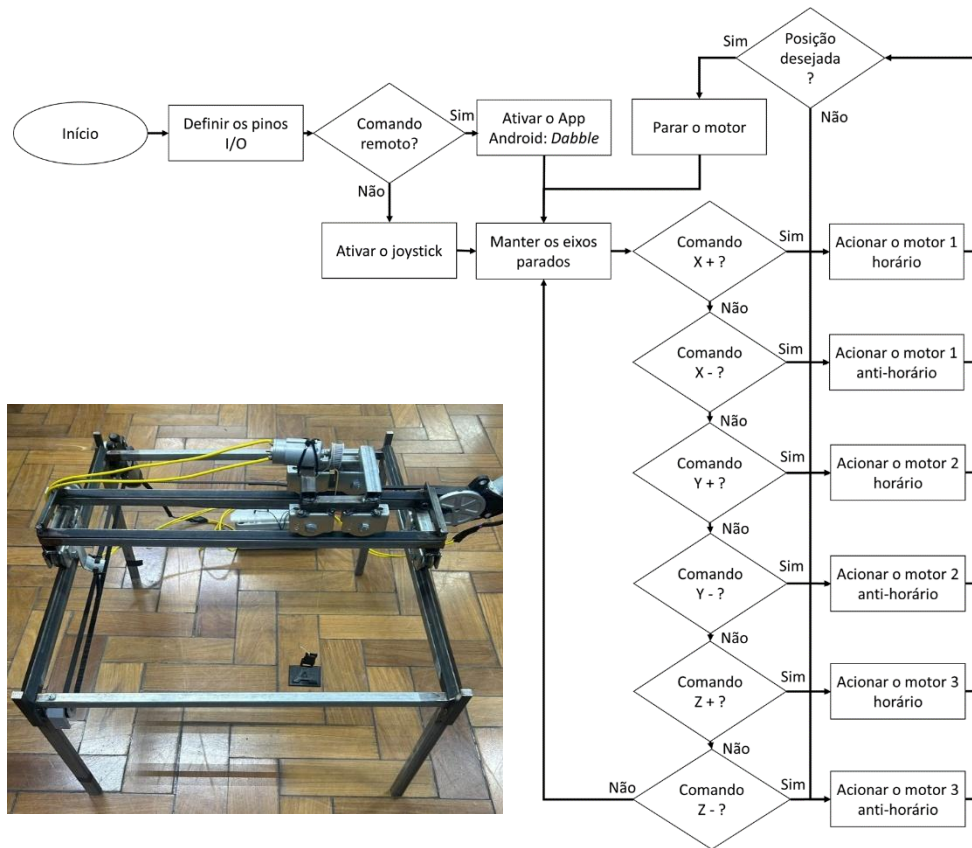 Início
Definir os pinos
I/O
Comando
remoto?
Sim
Não
Ativar o App
Android: Dabble
Ativar o joystick
Manter os eixos
parados
Parar o motor
Sim
Posição
desejada
?
Não
Comando
X + ?
Sim
Acionar o motor 1
horário
Não
Comando
X - ?
Sim
Acionar o motor 1
anti-horário
Não
Comando
Y + ?
Sim
Acionar o motor 2
horário
Não
Comando
Y - ?
Sim
Acionar o motor 2
anti-horário
Não
Comando
Z + ?
Sim
Acionar o motor 3
horário
Não
Não
Comando
Z - ?
Sim
Acionar o motor 3
anti-horário